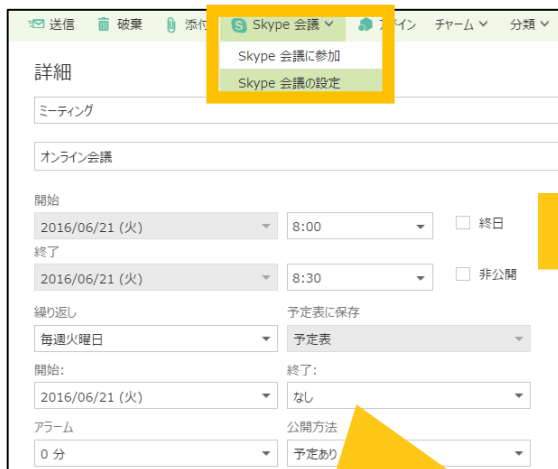 送信 破棄 添付 Skype 会議 アドイン チャーム 分類
Skype 会議に参加
Skype 会議の設定
詳細
ミーティング
オンライン会議
開始
2016/06/21 (火) 8:00 終日
終了
2016/06/21 (火) 8:30 非公開
繰り返し 予定表に保存
毎週火曜日 予定表
開始: 終了:
2016/06/21 (火) なし
アラーム 公開方法
0 分 予定あり